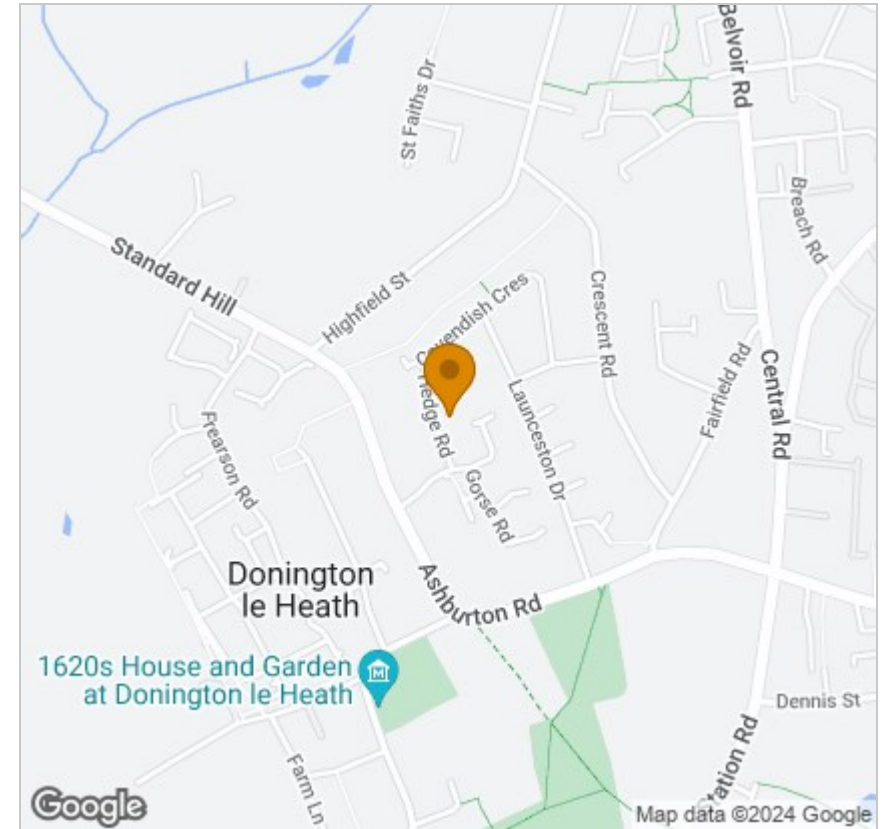 Belvoir Rd
St Faiths Dr
Breach Rd
Standard Hill
Highfield St
Cavendish Cres
Crescent Rd
Hedge Rd
Launceston Dr
Fairfield Rd
Central Rd
Frearson Rd
Gorse Rd
Donington
le Heath
Ashburton Rd
1620s House and Garden
at Donington le Heath
Dennis St
Station Rd
Farm Ln
Google
Map data ©2024 Google